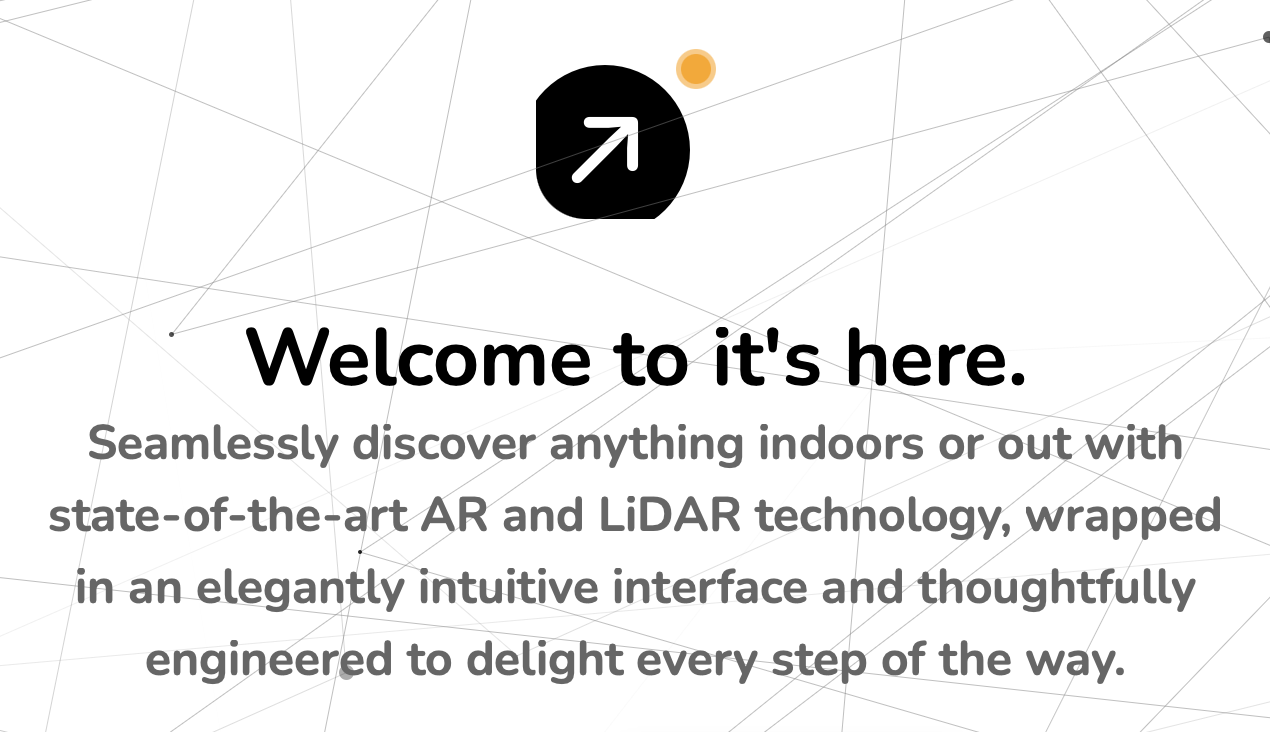 Welcome to it's here.
Seamlessly discover anything indoors or out with
state-of-the-art AR and LiDAR technology, wrapped
in an elegantly intuitive interface and thoughtfully
engineered to delight every step of the way.